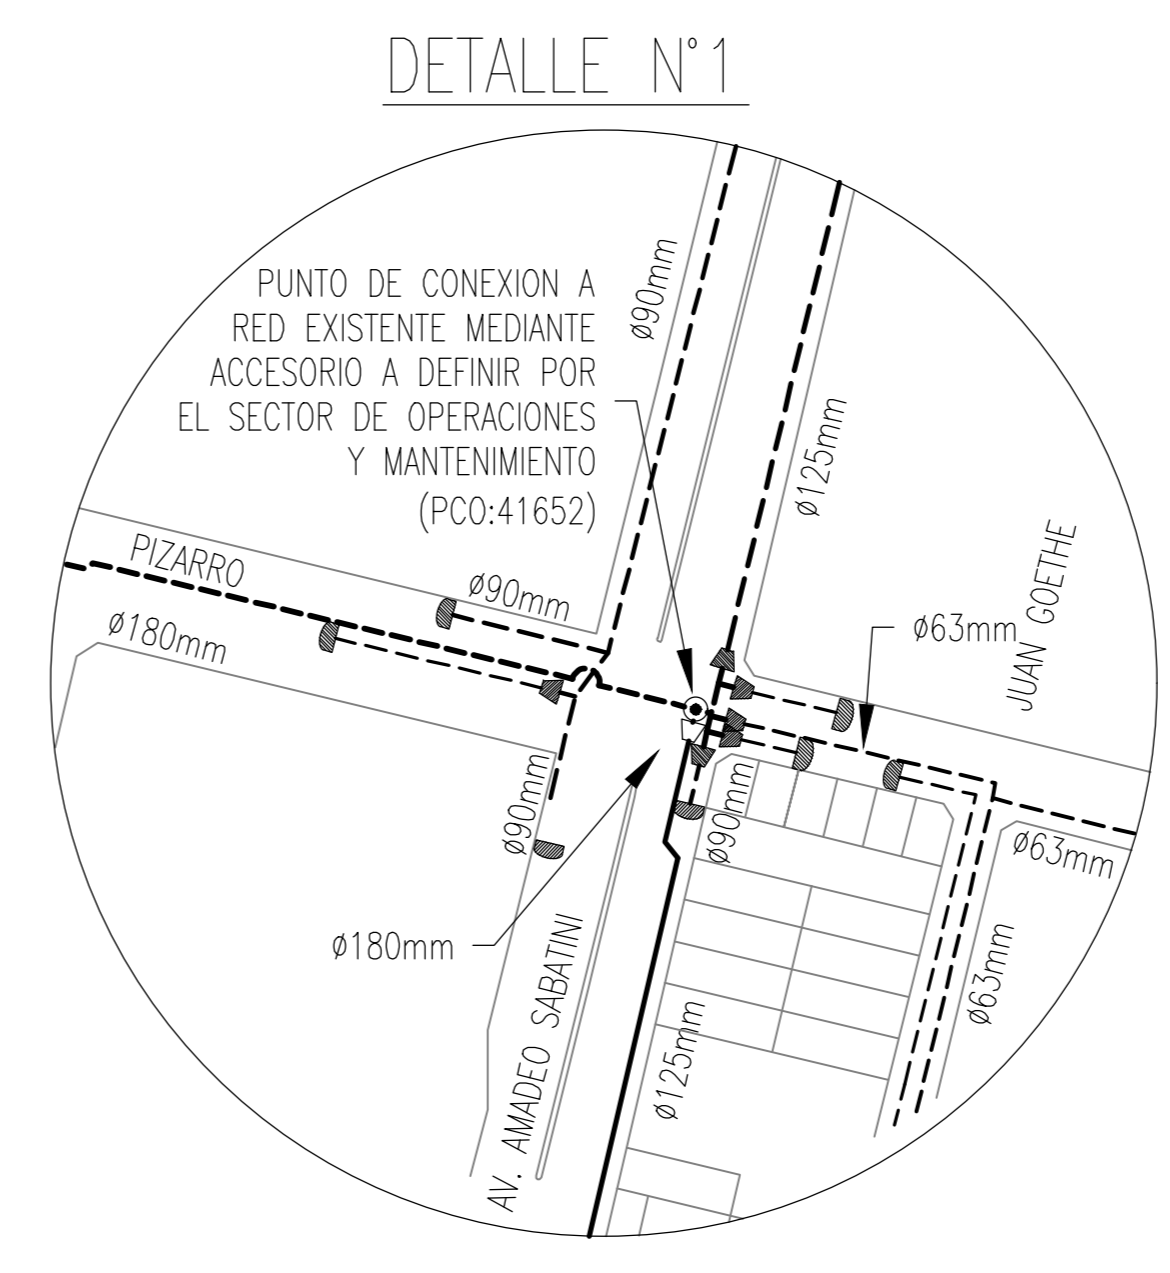 DETALLE N°1
PUNTO DE CONEXION A
RED EXISTENTE MEDIANTE
ACCESORIO A DEFINIR POR
EL SECTOR DE OPERACIONES
Y MANTENIMIENTO
(PCO:41652)
ø90mm
ø125mm
PIZARRO
ø90mm
ø180mm
ø63mm
JUAN GOETHE
ø90mm
ø90mm
ø63mm
ø180mm
AV. AMADEO SABATINI
ø63mm
ø125mm